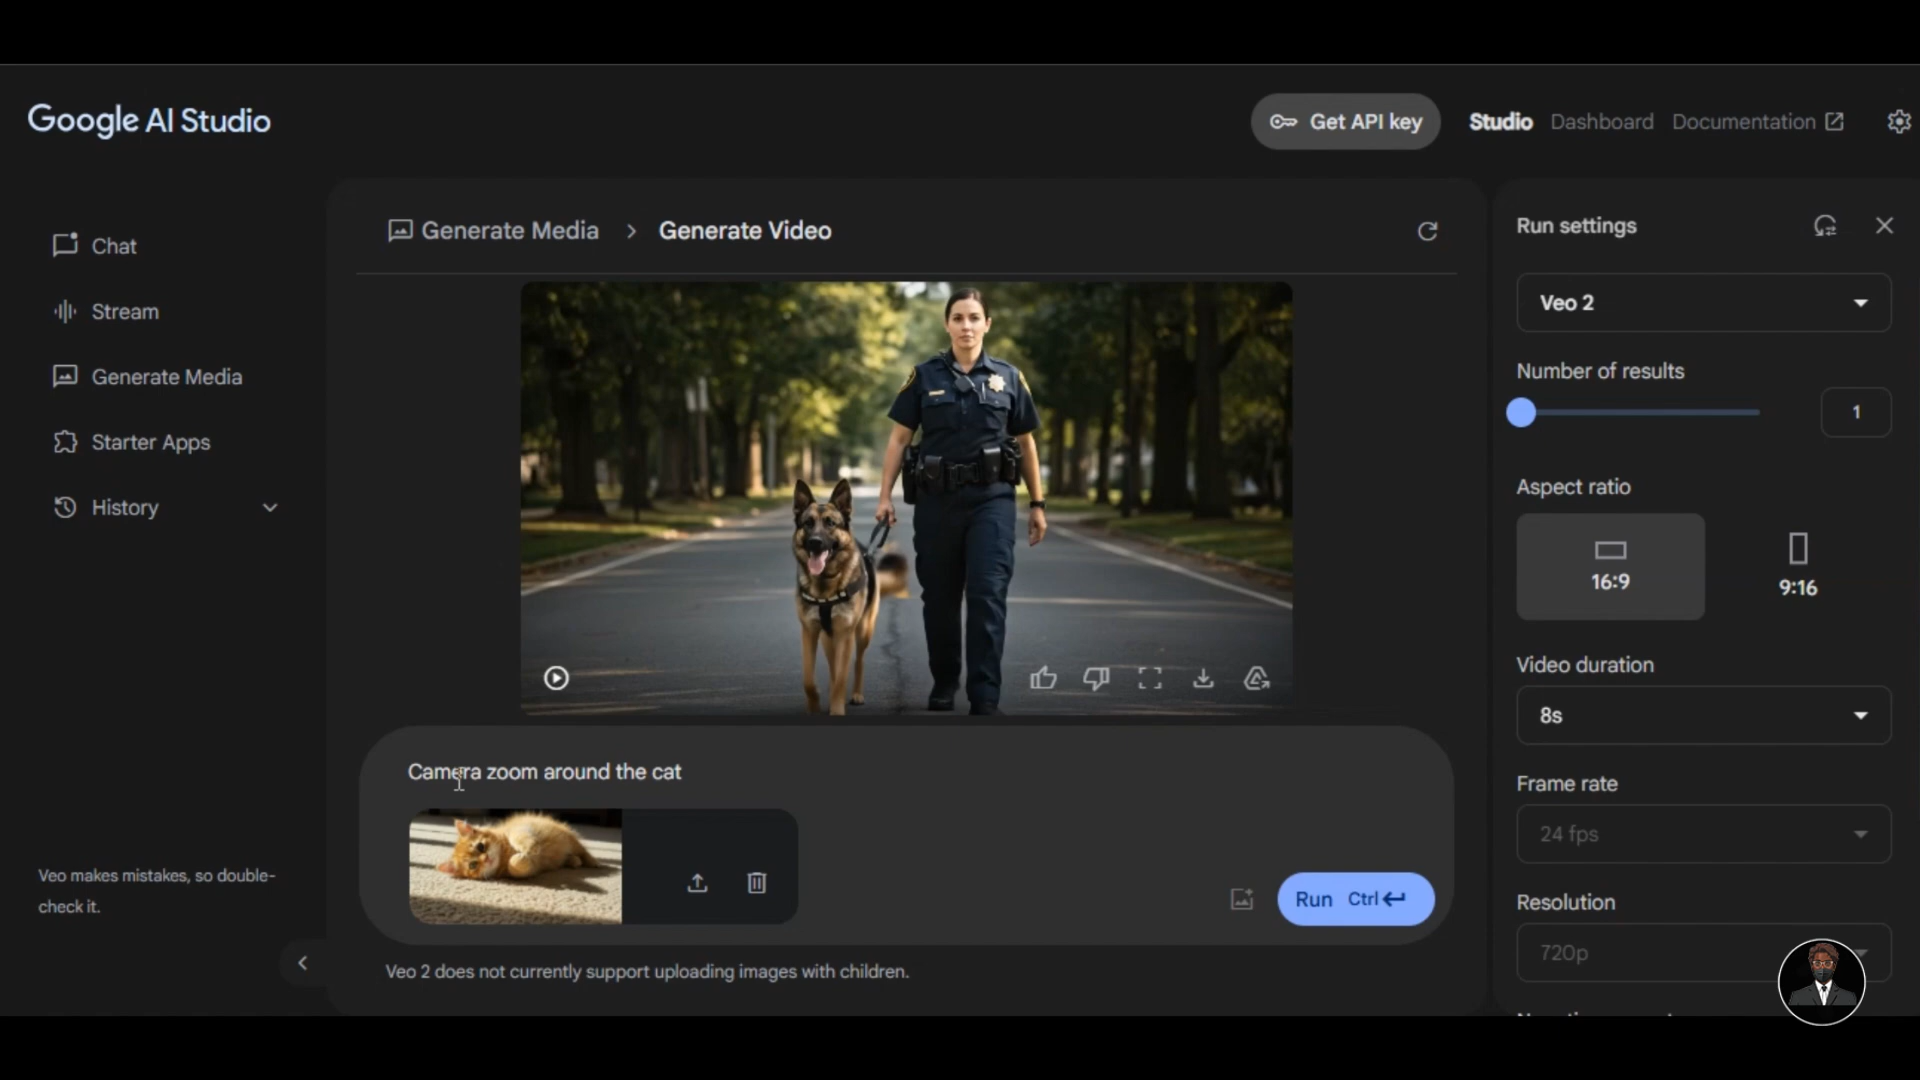 Google AI Studio
Get API key
Studio
Dashboard
Documentation
Chat
Stream
Generate Media
Starter Apps
History
Veo makes mistakes, so double-
check it.
Generate Media > Generate Video
Camera zoom around the cat
Run Ctrl
Veo 2 does not currently support uploading images with children.
Run settings
Veo 2
Number of results
1
Aspect ratio
16:9
9:16
Video duration
8s
Frame rate
24 fps
Resolution
720p